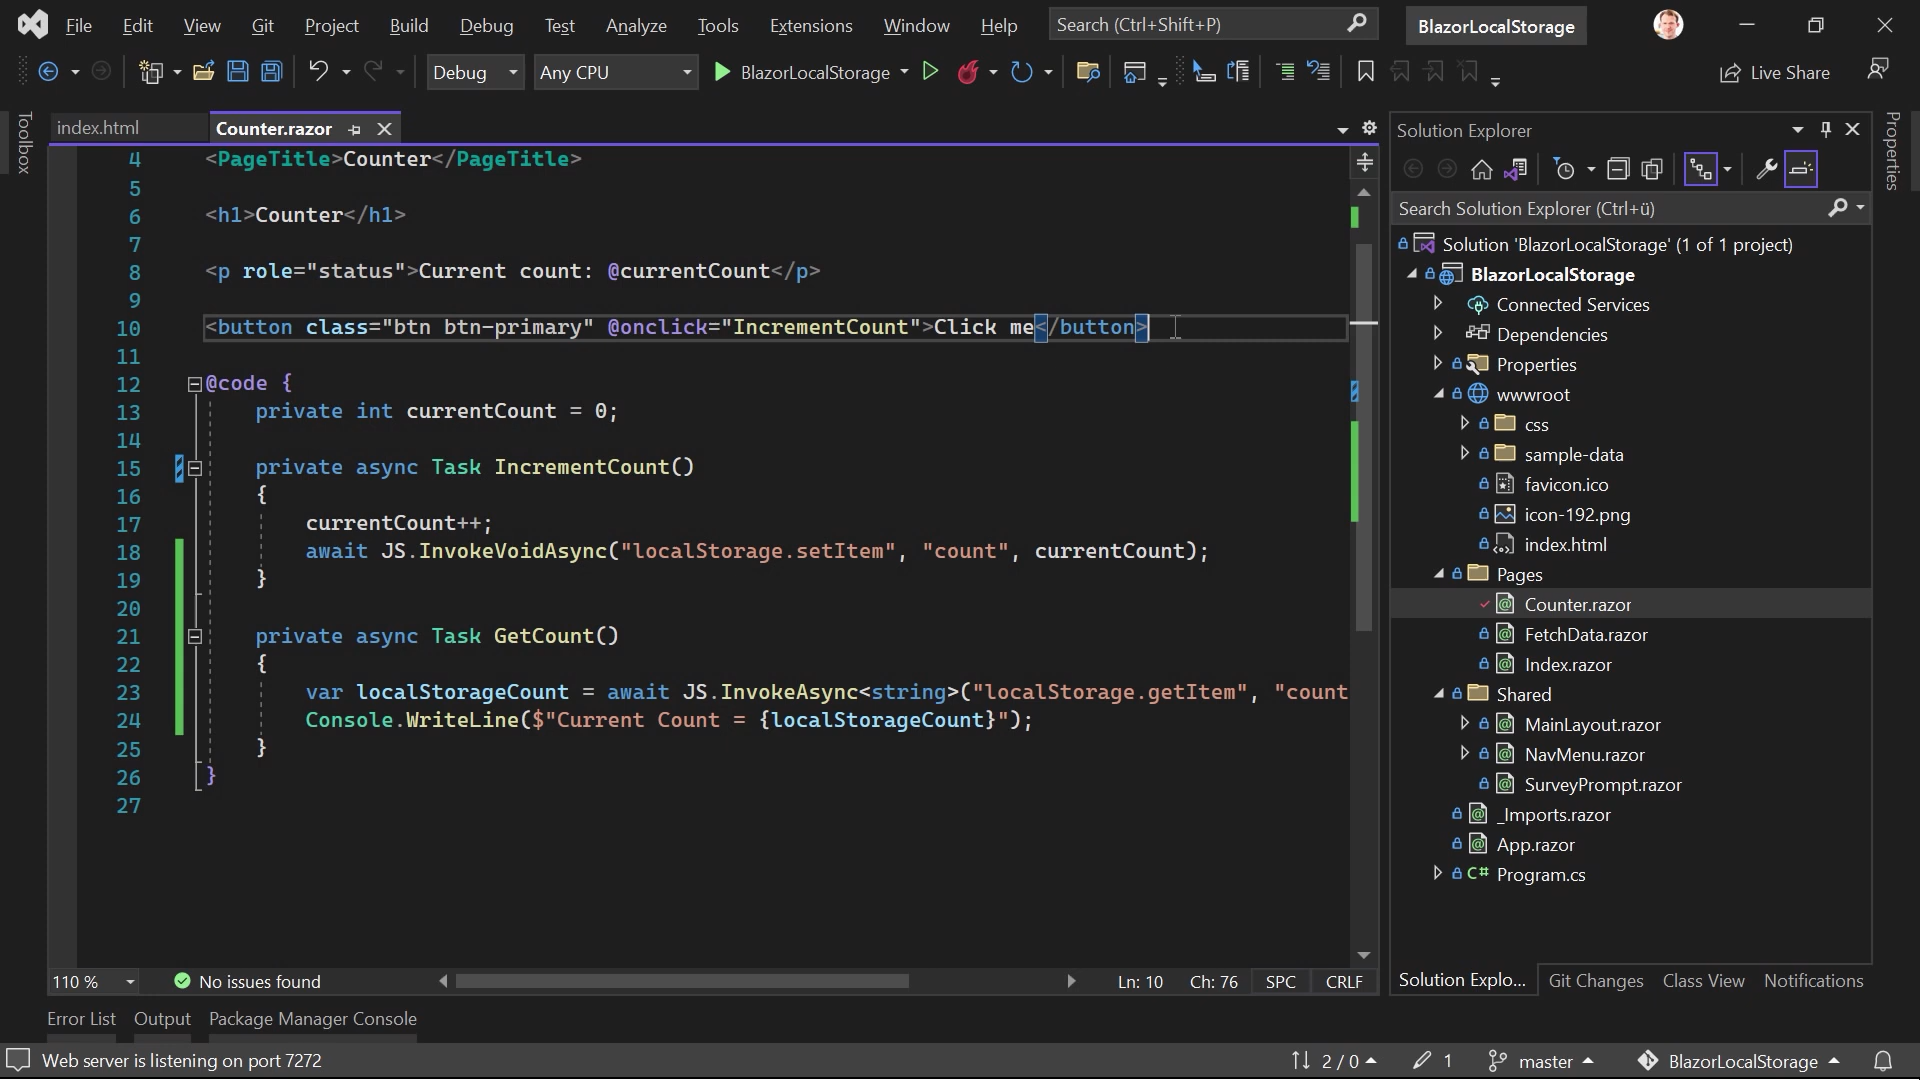 File Edit View Git Project Build Debug Test Analyze Tools Extensions Window Help Search (Ctrl+Shift+P) BlazorLocalStorage
Debug Any CPU BlazorLocalStorage Live Share
Toolbox
index.html Counter.razor
4 <PageTitle>Counter</PageTitle>
5
6 <h1>Counter</h1>
7
8 <p role="status">Current count: @currentCount</p>
9
10 <button class="btn btn-primary" @onclick="IncrementCount">Click me</button>
11
12 @code {
13 private int currentCount = 0;
14
15 private async Task IncrementCount()
16 {
17 currentCount++;
18 await JS.InvokeVoidAsync("localStorage.setItem", "count", currentCount);
19 }
20
21 private async Task GetCount()
22 {
23 var localStorageCount = await JS.InvokeAsync<string>("localStorage.getItem", "count
24 Console.WriteLine($"Current Count = {localStorageCount}");
25 }
26 }
27
110 % No issues found Ln: 10 Ch: 76 SPC CRLF
Solution Explorer
Search Solution Explorer (Ctrl+ü)
Solution 'BlazorLocalStorage' (1 of 1 project)
BlazorLocalStorage
Connected Services
Dependencies
Properties
wwwroot
css
sample-data
favicon.ico
icon-192.png
index.html
Pages
Counter.razor
FetchData.razor
Index.razor
Shared
MainLayout.razor
NavMenu.razor
SurveyPrompt.razor
_Imports.razor
App.razor
C# Program.cs
Solution Explo... Git Changes Class View Notifications
Properties
Error List Output Package Manager Console
Web server is listening on port 7272 2 / 0 1 master BlazorLocalStorage